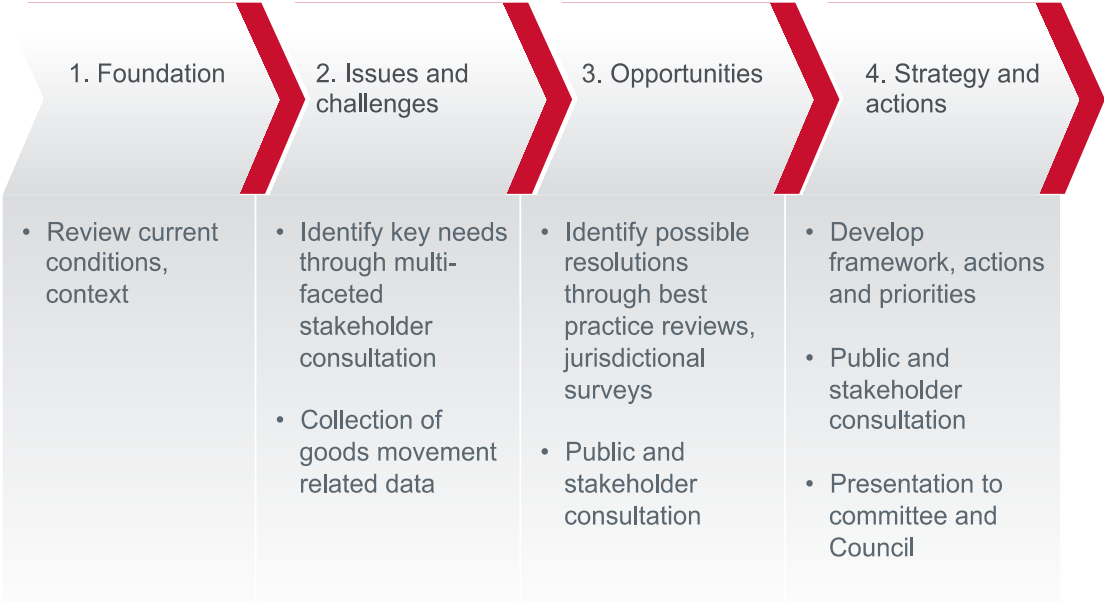 1. Foundation
2. Issues and
challenges
3. Opportunities
4. Strategy and
actions
• Review current
conditions,
context
• Identify key needs
through multi-
faceted
stakeholder
consultation
• Collection of
goods movement
related data
• Identify possible
resolutions
through best
practice reviews,
jurisdictional
surveys
• Public and
stakeholder
consultation
• Develop
framework, actions
and priorities
• Public and
stakeholder
consultation
• Presentation to
committee and
Council